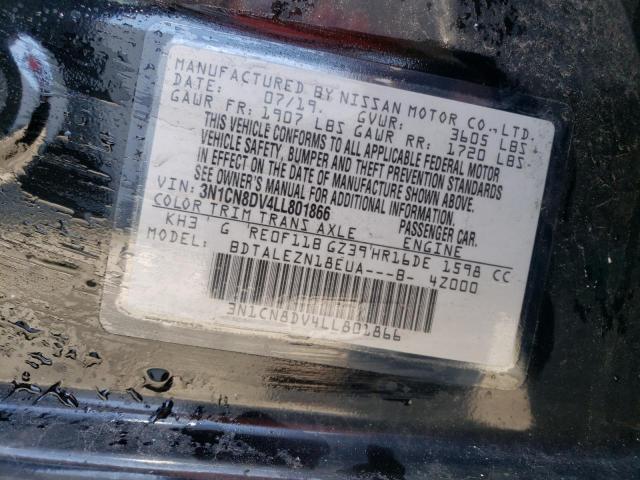 MANUFACTURED BY NISSAN MOTOR CO., LTD.
DATE: 07/19. GVWR: 3605 LBS
GAWR FR: 1907 LBS GAWR RR: 1720 LBS
THIS VEHICLE CONFORMS TO ALL APPLICABLE FEDERAL MOTOR
VEHICLE SAFETY, BUMPER AND THEFT PREVENTION STANDARDS
IN EFFECT ON THE DATE OF MANUFACTURE SHOWN ABOVE.
SEE OWNER'S MANUAL FOR ADDITIONAL INFORMATION
VIN: 3N1CN8DV4LL801866 PASSENGER CAR.
COLOR TRIM TRANS AXLE ENGINE
KH3 G RE0F11B GZ39 HR16DE 1598 CC
MODEL: BDTALEZN18EUA---B- 4Z000
3N1CN8DV4LL801866